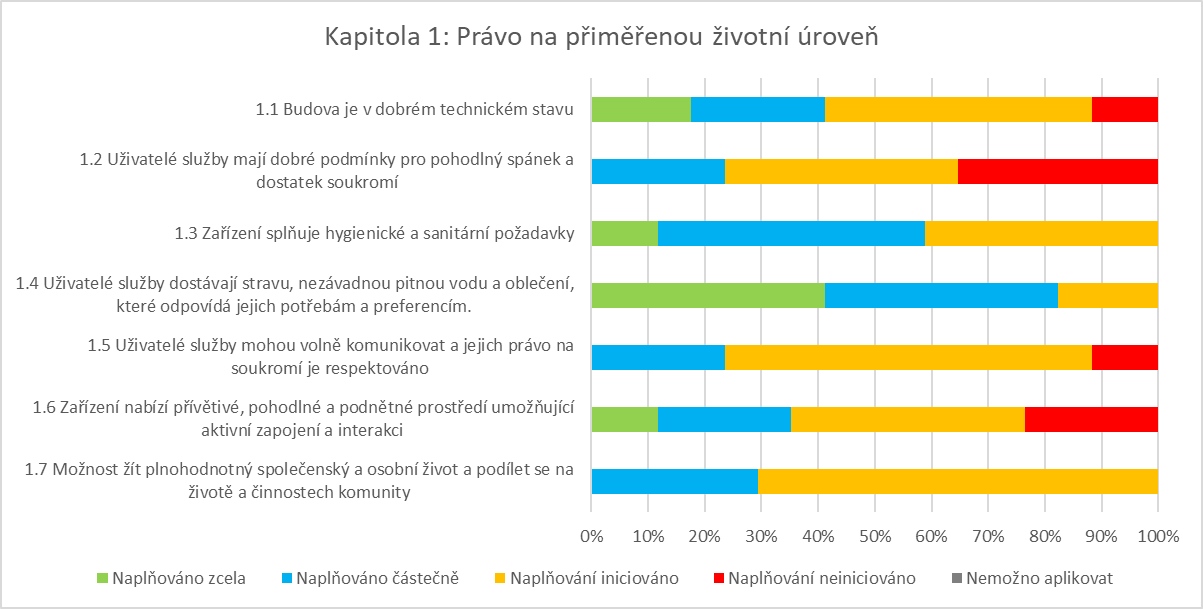 Kapitola 1: Právo na přiměřenou životní úroveň
1.1 Budova je v dobrém technickém stavu
1.2 Uživatelé služby mají dobré podmínky pro pohodlný spánek a
dostatek soukromí
1.3 Zařízení splňuje hygienické a sanitární požadavky
1.4 Uživatelé služby dostávají stravu, nezávadnou pitnou vodu a oblečení,
které odpovídá jejich potřebám a preferencím.
1.5 Uživatelé služby mohou volně komunikovat a jejich právo na
soukromí je respektováno
1.6 Zařízení nabízí přívětivé, pohodlné a podnětné prostředí umožňující
aktivní zapojení a interakci
1.7 Možnost žít plnohodnotný společenský a osobní život a podílet se na
životě a činnostech komunity
0% 10% 20% 30% 40% 50% 60% 70% 80% 90% 100%
Naplňováno zcela Naplňováno částečně Naplňování iniciováno Naplňování neiniciováno Nemožno aplikovat